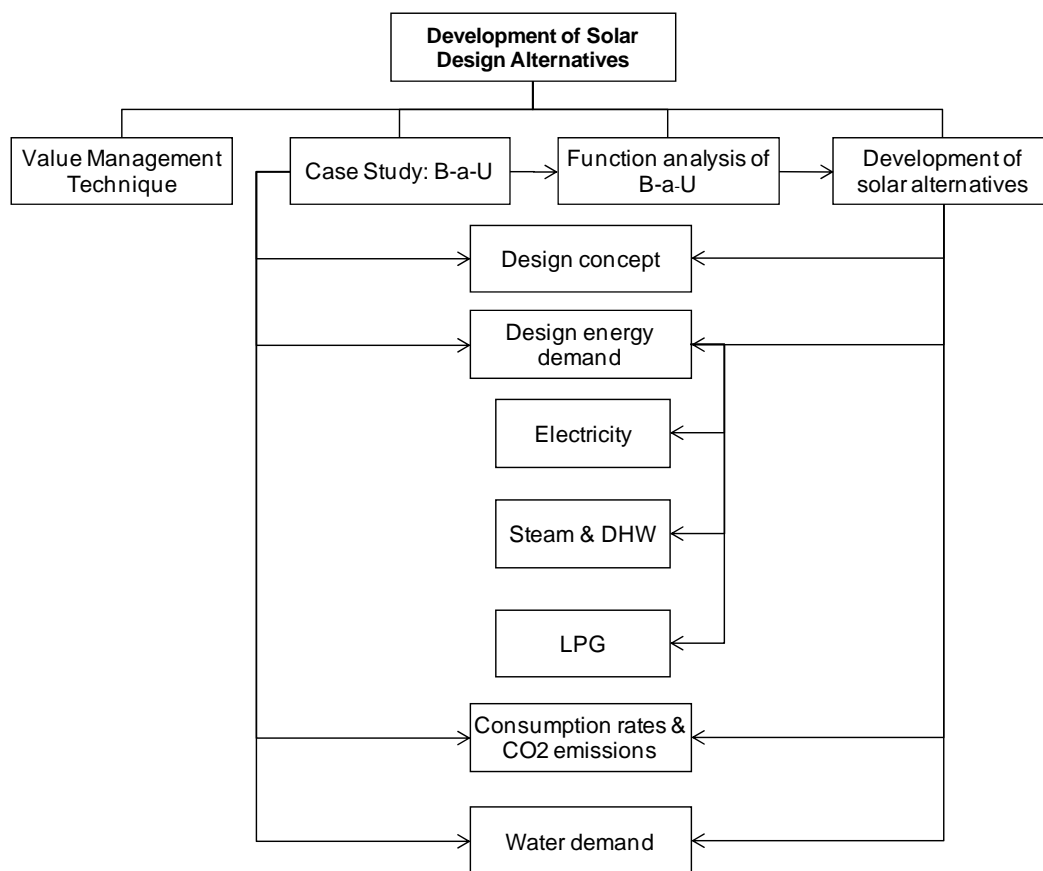 Development of Solar
Design Alternatives
Value Management
Technique
Case Study: B-a-U
Function analysis of
B-a-U
Development of
solar alternatives
Design concept
Design energy
demand
Electricity
Steam & DHW
LPG
Consumption rates &
CO2 emissions
Water demand